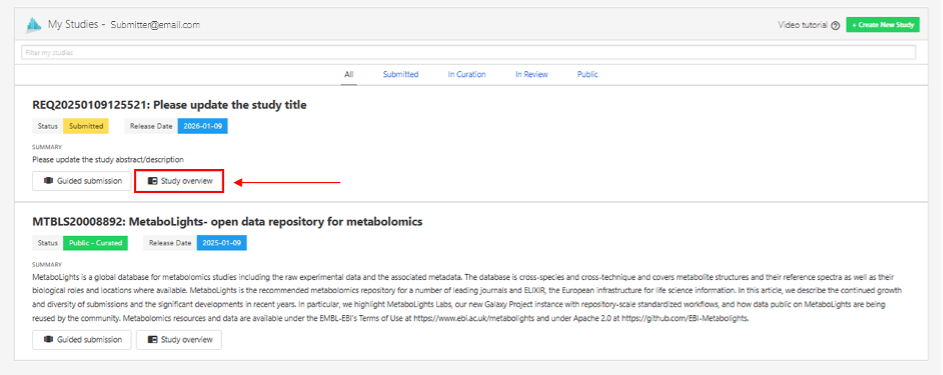 My Studies - Submitter@email.com
Video tutorial
+ Create New Study
Filter my studies
All Submitted In Curation In Review Public
REQ20250109125521: Please update the study title
Status Submitted Release Date 2026-01-09
SUMMARY
Please update the study abstract/description
Guided submission Study overview
MTBLS20008892: MetaboLights- open data repository for metabolomics
Status Public - Curated Release Date 2025-01-09
SUMMARY
MetaboLights is a global database for metabolomics studies including the raw experimental data and the associated metadata. The database is cross-species and cross-technique and covers metabolite structures and their reference spectra as well as their
biological roles and locations where available. MetaboLights is the recommended metabolomics repository for a number of leading journals and ELIXIR, the European infrastructure for life science information. In this article, we describe the continued growth
and diversity of submissions and the significant developments in recent years. In particular, we highlight MetaboLights Labs, our new Galaxy Project instance with repository-scale standardized workflows, and how data public on MetaboLights are being
reused by the community. Metabolomics resources and data are available under the EMBL-EBI's Terms of Use at https://www.ebi.ac.uk/metabolights and under Apache 2.0 at https://github.com/EBI-Metabolights.
Guided submission Study overview